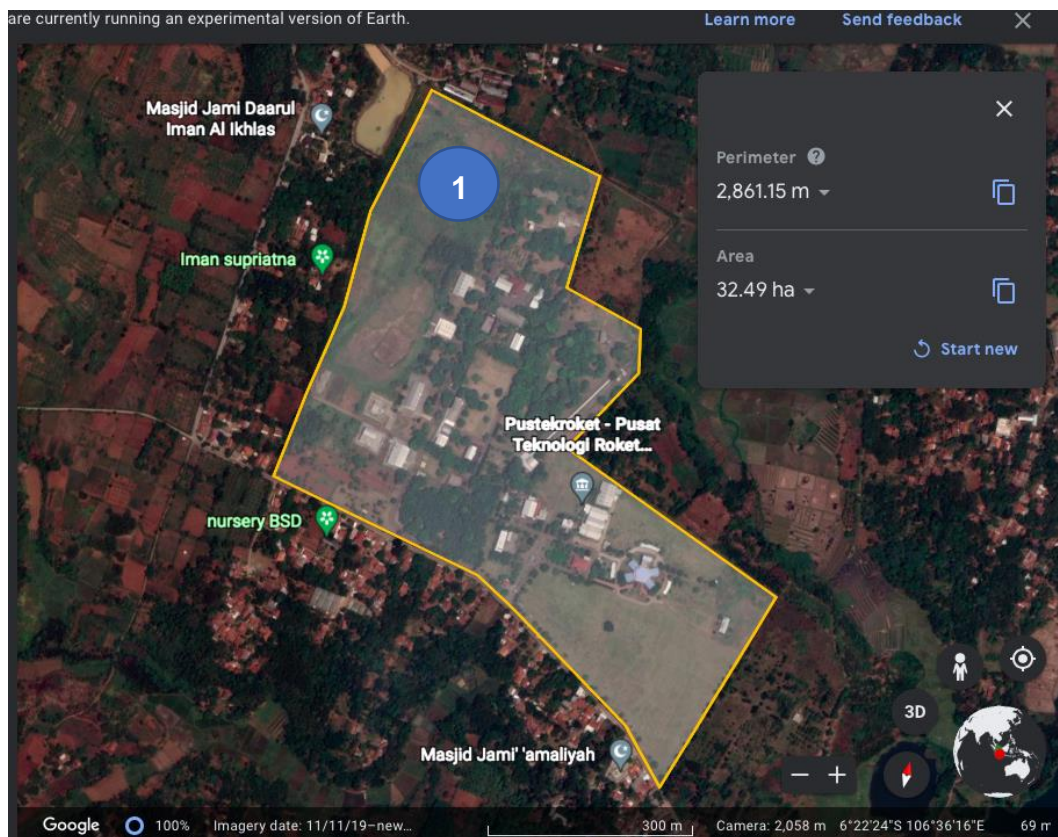 are currently running an experimental version of Earth.
Learn more
Send feedback
Masjid Jami Daarul
Iman Al Ikhlas
1
Perimeter
2,861.15 m
Iman supriatna
Area
32.49 ha
Start new
Pustekroket - Pusat
Teknologi Roket...
nursery BSD
3D
Masjid Jami' 'amaliyah
Google
100%
Imagery date: 11/11/19–new...
300 m
Camera: 2,058 m
6°22'24"S 106°36'16"E
69 m